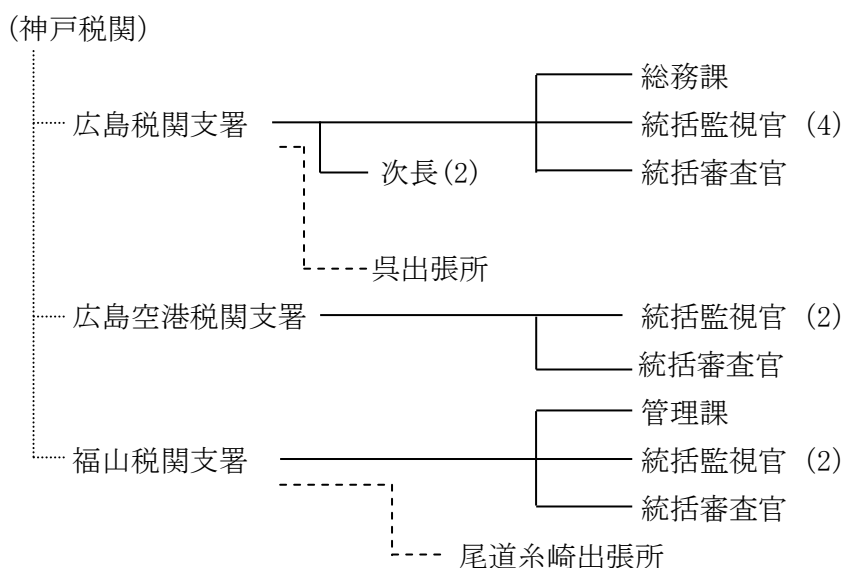 (神戸税関)
総務課
広島税関支署
統括監視官 (4)
次長(2)
統括審査官
呉出張所
広島空港税関支署
統括監視官 (2)
統括審査官
管理課
福山税関支署
統括監視官 (2)
統括審査官
尾道糸崎出張所